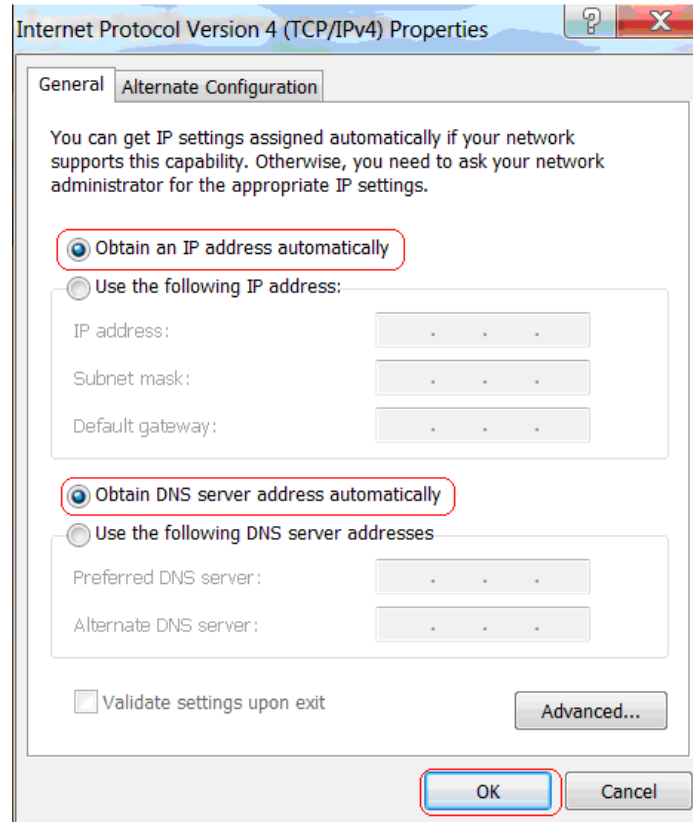 Internet Protocol Version 4 (TCP/IPv4) Properties
General
Alternate Configuration
You can get IP settings assigned automatically if your network
supports this capability. Otherwise, you need to ask your network
administrator for the appropriate IP settings.
Obtain an IP address automatically
Use the following IP address:
IP address:
Subnet mask:
Default gateway:
Obtain DNS server address automatically
Use the following DNS server addresses
Preferred DNS server:
Alternate DNS server:
Validate settings upon exit
Advanced...
OK
Cancel